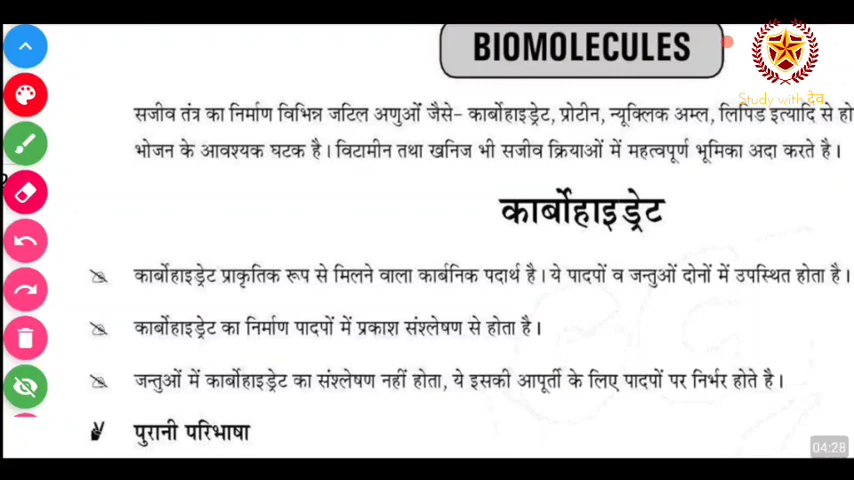 BIOMOLECULES
Study with देव
सजीव तंत्र का निर्माण विभिन्न जटिल अणुओं जैसे- कार्बोहाइड्रेट, प्रोटीन, न्यूक्लिक अम्ल, लिपिड इत्यादि से हो
भोजन के आवश्यक घटक है। विटामीन तथा खनिज भी सजीव क्रियाओं में महत्वपूर्ण भूमिका अदा करते है।
कार्बोहाइड्रेट
कार्बोहाइड्रेट प्राकृतिक रूप से मिलने वाला कार्बनिक पदार्थ है। ये पादपों व जन्तुओं दोनों में उपस्थित होता है।
कार्बोहाइड्रेट का निर्माण पादपों में प्रकाश संश्लेषण से होता है।
जन्तुओं में कार्बोहाइड्रेट का संश्लेषण नहीं होता, ये इसकी आपूर्ती के लिए पादपों पर निर्भर होते है।
पुरानी परिभाषा
04:28